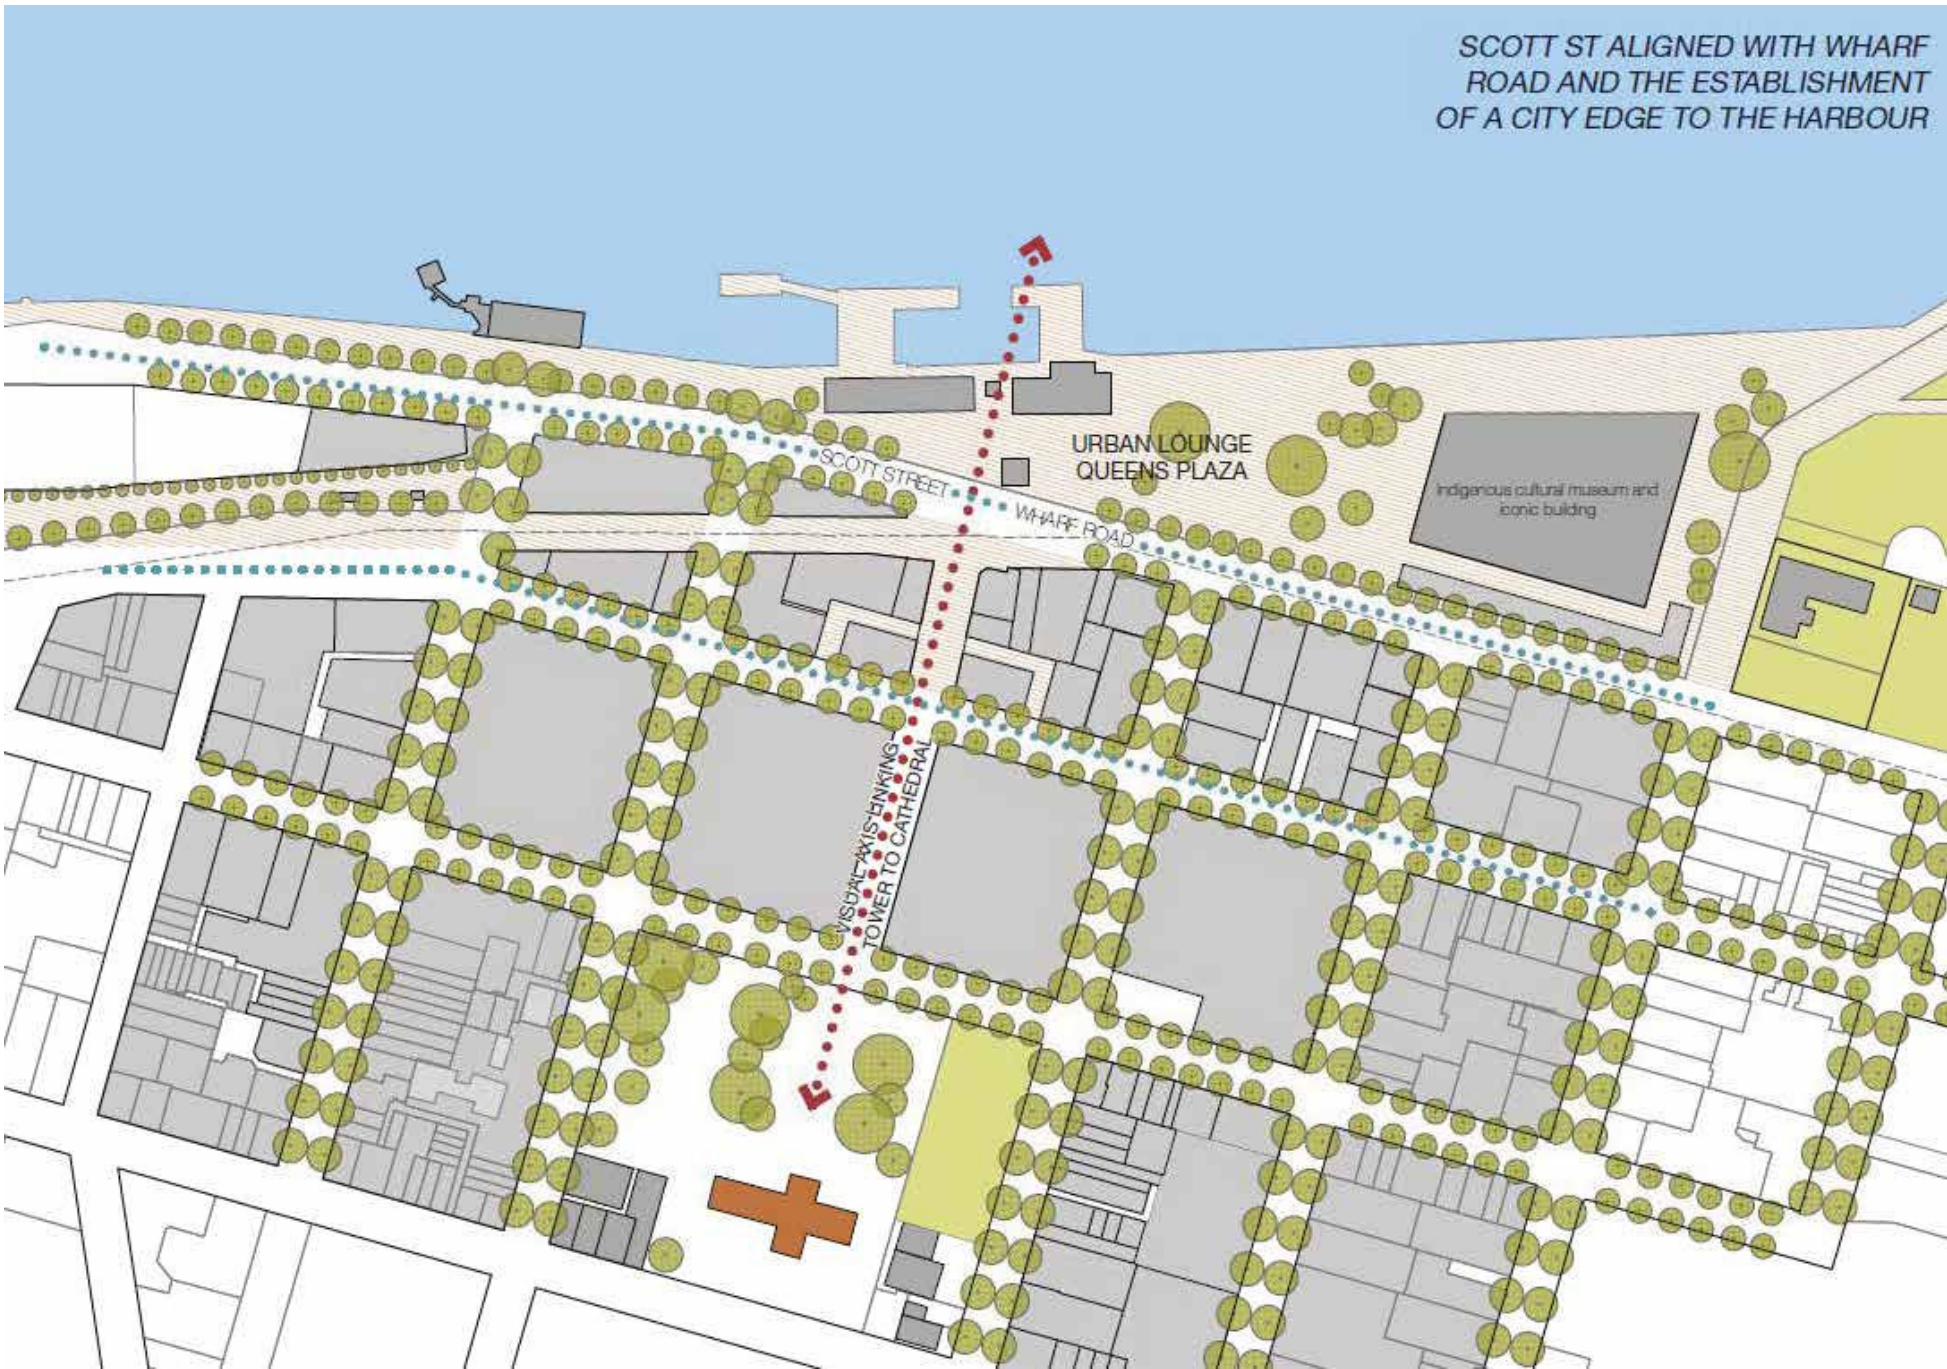 SCOTT ST ALIGNED WITH WHARF
ROAD AND THE ESTABLISHMENT
OF A CITY EDGE TO THE HARBOUR
URBAN LOUNGE
QUEENS PLAZA
SCOTT STREET
WHARF ROAD
indigenous cultural museum and
iconic building
VISUAL AXIS LINKING
TOWER TO CATHEDRAL